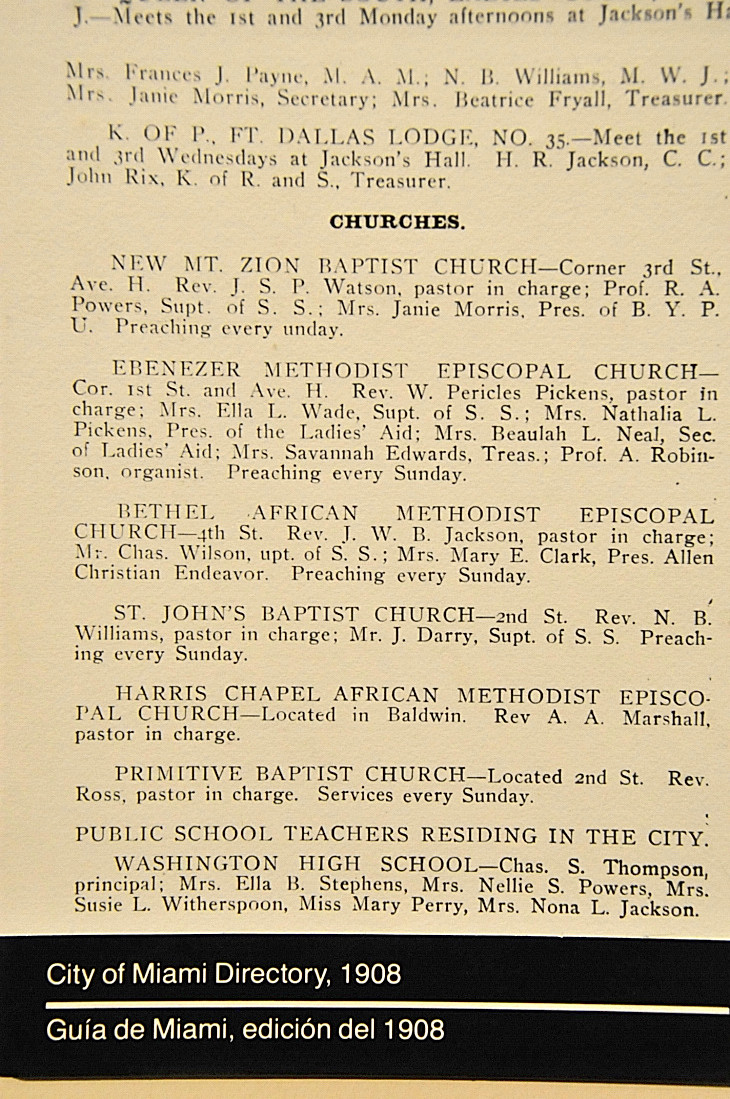 J.—Meets the 1st and 3rd Monday afternoons at Jackson's
Mrs. Frances J. Payne, M. A. M.; N. B. Williams, M. W. J.;
Mrs. Janie Morris, Secretary; Mrs. Beatrice Fryall, Treasurer.
K. OF P., FT. DALLAS LODGE, NO. 35.—Meet the 1st
and 3rd Wednesdays at Jackson's Hall. H. R. Jackson, C. C.;
John Rix, K. of R. and S., Treasurer.
CHURCHES.
NEW MT. ZION BAPTIST CHURCH—Corner 3rd St.,
Ave. H. Rev. J. S. P. Watson, pastor in charge; Prof. R. A.
Powers, Supt. of S. S.; Mrs. Janie Morris, Pres. of B. Y. P.
U. Preaching every unday.
EBENEZER METHODIST EPISCOPAL CHURCH—
Cor. 1st St. and Ave. H. Rev. W. Pericles Pickens, pastor in
charge; Mrs. Ella L. Wade, Supt. of S. S.; Mrs. Nathalia L.
Pickens, Pres. of the Ladies' Aid; Mrs. Beaulah L. Neal, Sec.
of Ladies' Aid; Mrs. Savannah Edwards, Treas.; Prof. A. Robin-
son, organist. Preaching every Sunday.
BETHEL AFRICAN METHODIST EPISCOPAL
CHURCH—4th St. Rev. J. W. B. Jackson, pastor in charge;
Mr. Chas. Wilson, upt. of S. S.; Mrs. Mary E. Clark, Pres. Allen
Christian Endeavor. Preaching every Sunday.
ST. JOHN'S BAPTIST CHURCH—2nd St. Rev. N. B.
Williams, pastor in charge; Mr. J. Darry, Supt. of S. S. Preach-
ing every Sunday.
HARRIS CHAPEL AFRICAN METHODIST EPISCO-
PAL CHURCH—Located in Baldwin. Rev A. A. Marshall,
pastor in charge.
PRIMITIVE BAPTIST CHURCH—Located 2nd St. Rev.
Ross, pastor in charge. Services every Sunday.
PUBLIC SCHOOL TEACHERS RESIDING IN THE CITY.
WASHINGTON HIGH SCHOOL—Chas. S. Thompson,
principal; Mrs. Ella B. Stephens, Mrs. Nellie S. Powers, Mrs.
Susie L. Witherspoon, Miss Mary Perry, Mrs. Nona L. Jackson.
City of Miami Directory, 1908
Guía de Miami, edición del 1908